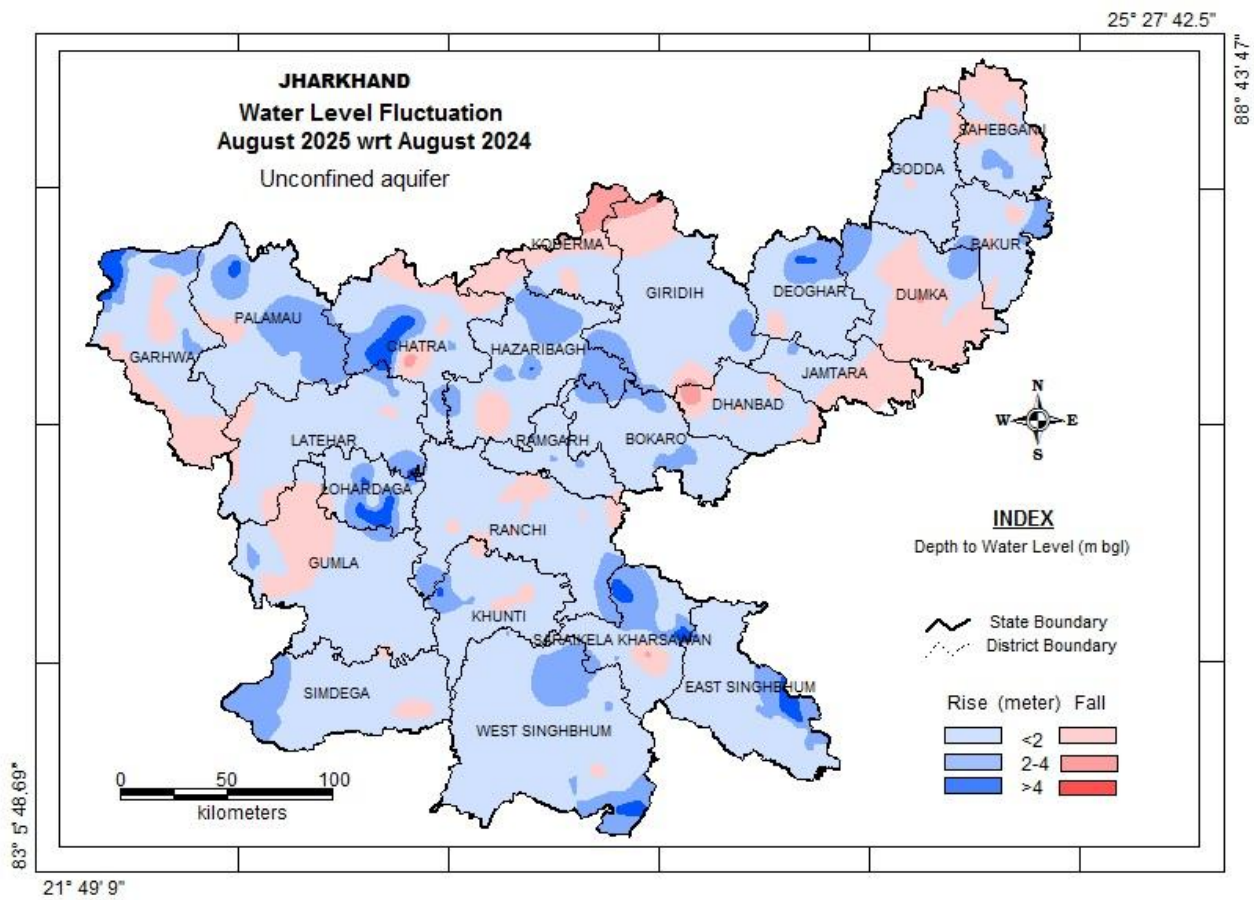 25° 27' 42.5"
88° 43' 47"
JHARKHAND
Water Level Fluctuation
August 2025 wrt August 2024
Unconfined aquifer
SAHEBGANJ
GODDA
KODERMA
PAKUR
GIRIDIH
DEOGHAR
DUMKA
PALAMAU
CHATRA
HAZARIBAGH
GARHWA
JAMTARA
DHANBAD
LATEHAR
RAMGARH
BOKARO
LOHARDAGA
RANCHI
GUMLA
KHUNTI
SARAIKELA KHARSAWAN
SIMDEGA
EAST SINGHBHUM
WEST SINGHBHUM
N
W E
S
INDEX
Depth to Water Level (m bgl)
State Boundary
District Boundary
Rise (meter) Fall
<2
2-4
>4
0 50 100
kilometers
83° 5' 48.69"
21° 49' 9"